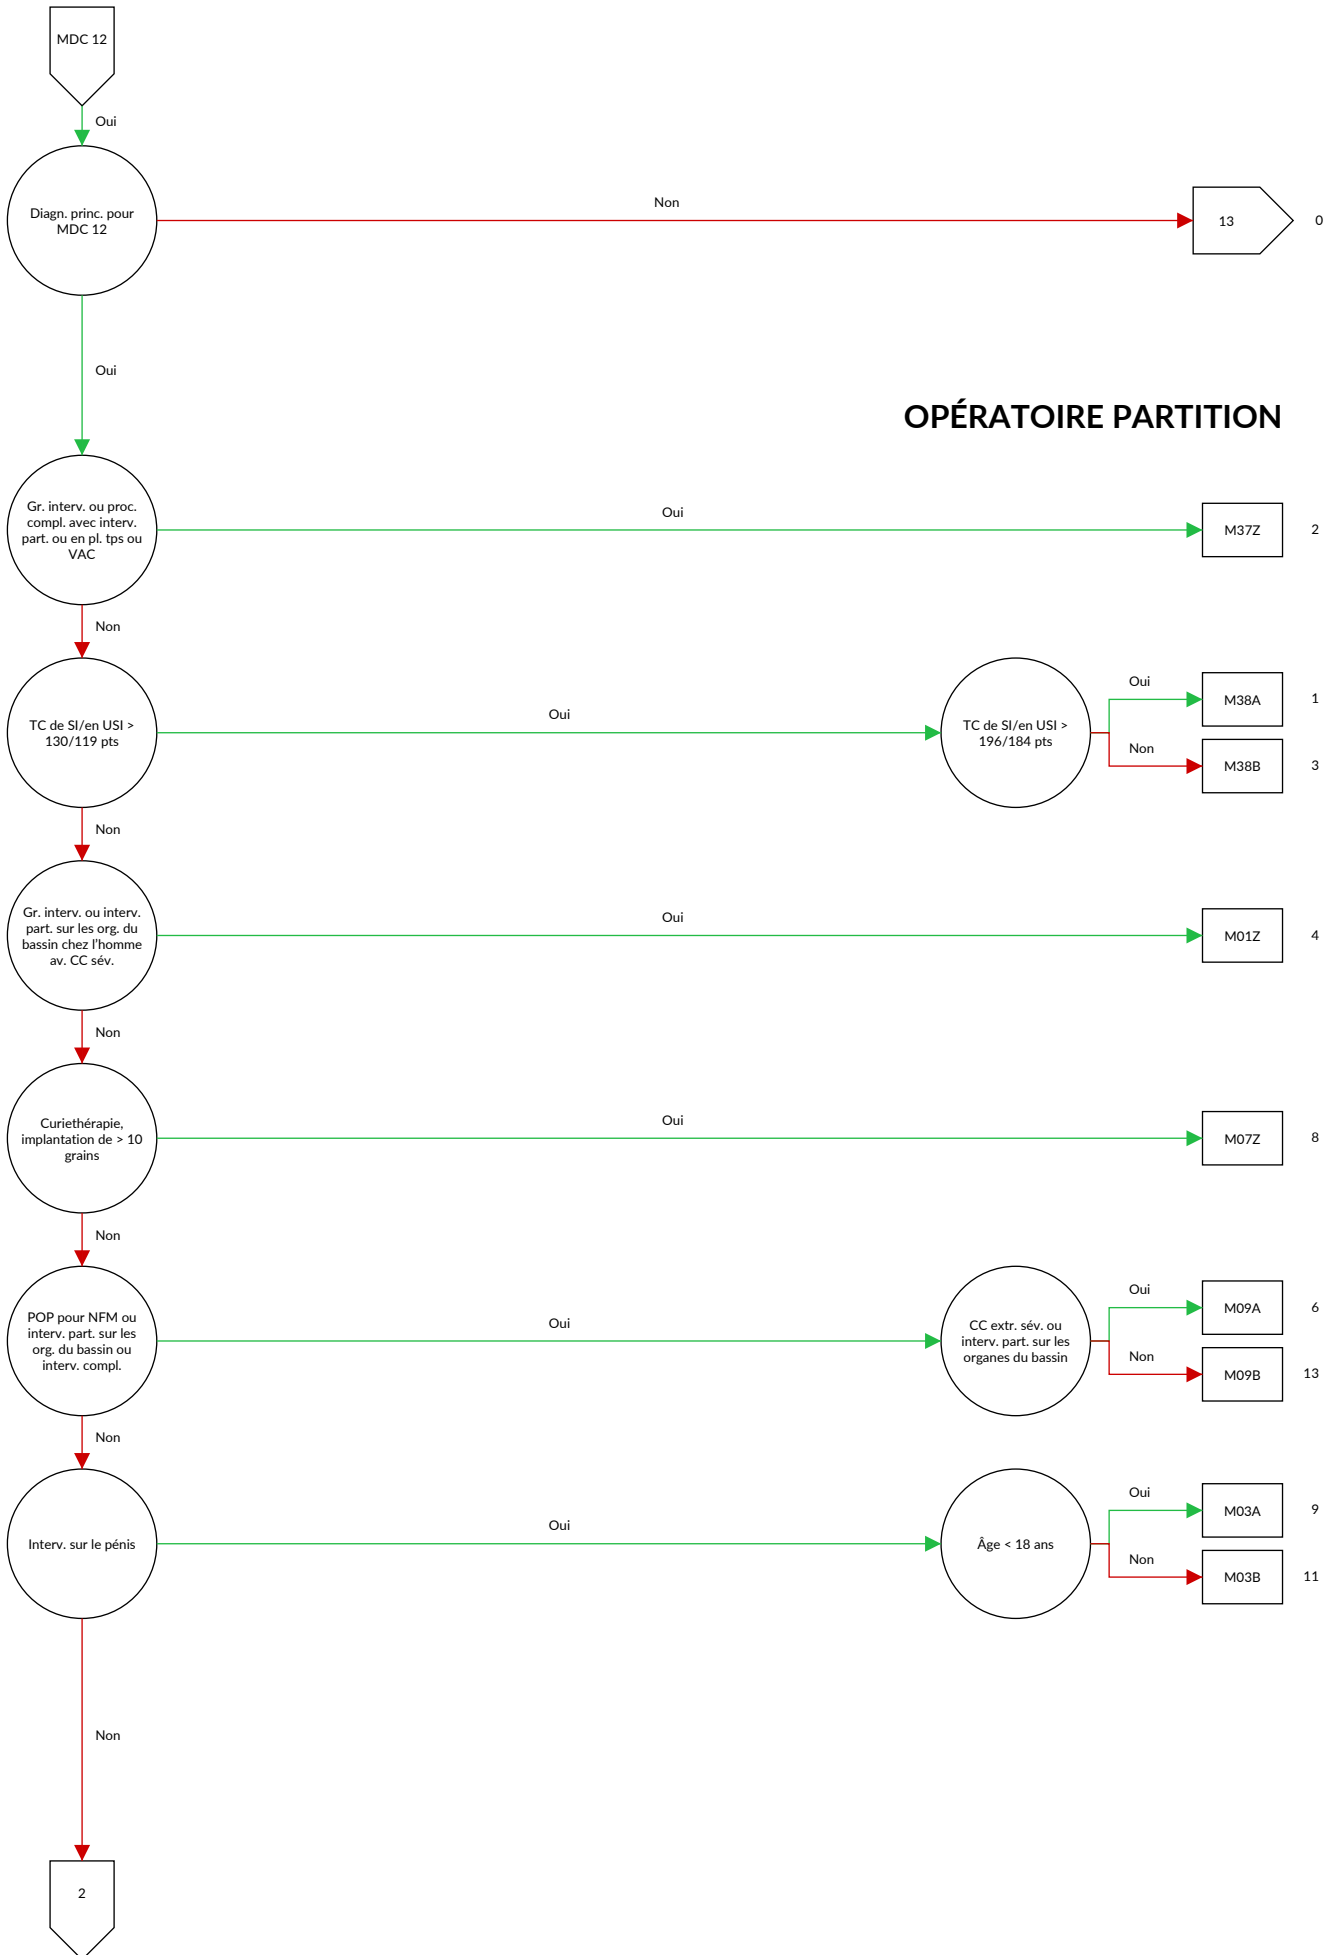 MDC 12
Oui
Diagn. princ. pour
MDC 12
Non
13
0
Oui
OPÉRATOIRE PARTITION
Gr. interv. ou proc.
compl. avec interv.
part. ou en pl. tps ou
VAC
Oui
M37Z
2
Non
TC de SI/en USI >
130/119 pts
Oui
TC de SI/en USI >
196/184 pts
Oui
M38A
1
Non
M38B
3
Non
Gr. interv. ou interv.
part. sur les org. du
bassin chez l'homme
av. CC sév.
Oui
M01Z
4
Non
Curiethérapie,
implantation de > 10
grains
Oui
M07Z
8
Non
POP pour NFM ou
interv. part. sur les
org. du bassin ou
interv. compl.
Oui
CC extr. sév. ou
interv. part. sur les
organes du bassin
Oui
M09A
6
Non
M09B
13
Non
Interv. sur le pénis
Oui
Âge < 18 ans
Oui
M03A
9
Non
M03B
11
Non
2